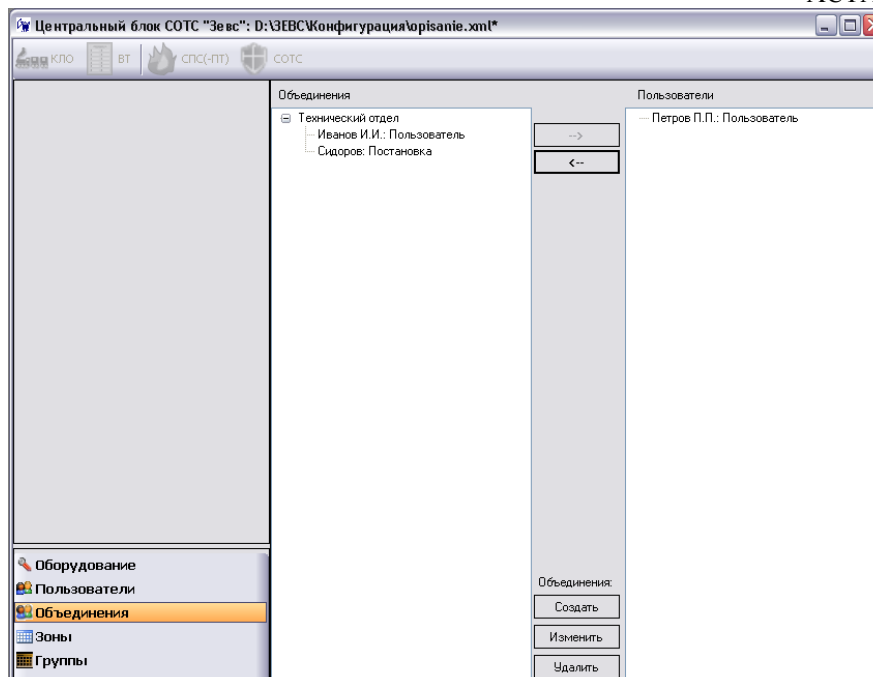 Центральный блок СОТС "Зевс": D:\ЗЕВС\Конфигурация\opisanie.xml*
КЛО ВТ СПС(-ПТ) СОТС
Объединения
Пользователи
Технический отдел
Иванов И.И.: Пользователь
Сидоров: Постановка
-->
<--
Петров П.П.: Пользователь
Оборудование
Пользователи
Объединения
Зоны
Группы
Объединения:
Создать
Изменить
Удалить